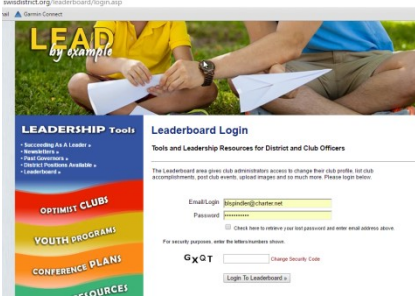 swsdistrict.org/leaderboard/login.asp
Garmin Connect
LEAD
by example
LEADERSHIP Tools
• Succeeding As A Leader »
• Newsletters »
• Past Governors »
• District Positions Available »
• Leaderboard »
OPTIMIST CLUBS
YOUTH PROGRAMS
CONFERENCE PLANS
Leaderboard Login
Tools and Leadership Resources for District and Club Officers
The Leaderboard area gives club administrators access to change their club profile, list club
accomplishments, post club events, upload images and so much more. Please login below.
Email/Login blspindler@charter.net
Password ***********
Check here to retrieve your lost password and enter email address above.
For security purposes, enter the letters/numbers shown.
GXQT Change Security Code
Login To Leaderboard »